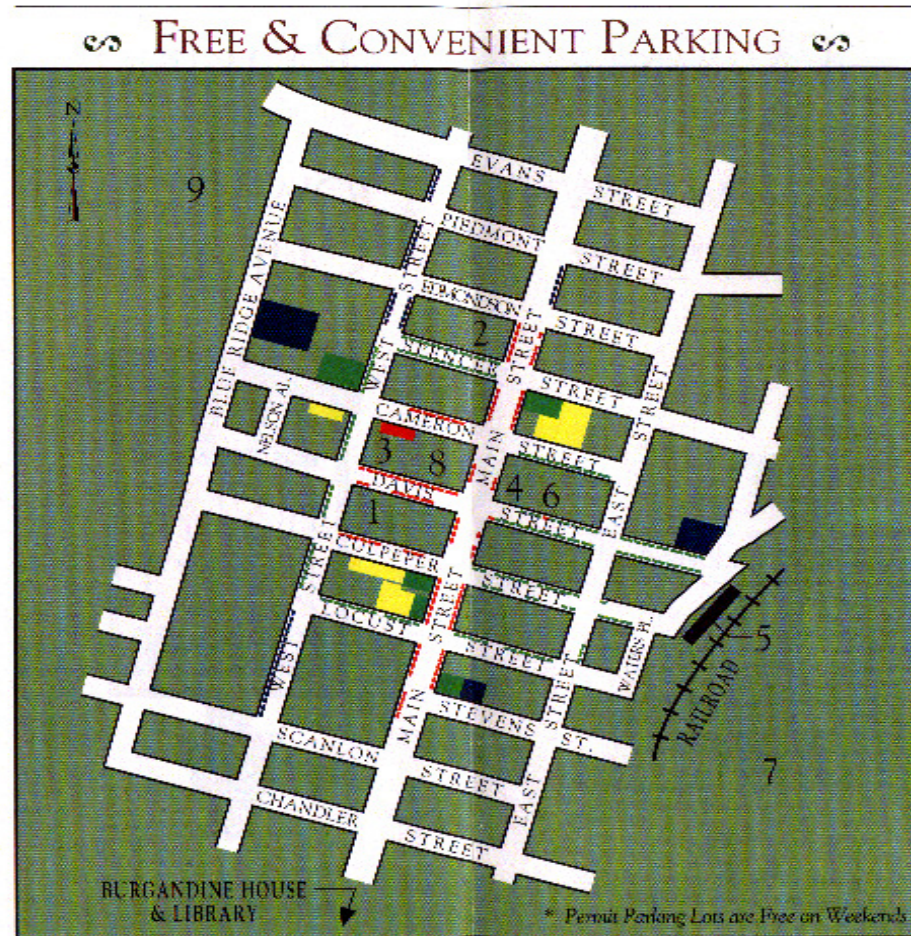 FREE & CONVENIENT PARKING
N
9
EVANS STREET
PIEDMONT STREET
BLUE RIDGE AVENUE
WEST STREET
EDMONDSON STREET
2
SPENCER STREET
MAIN STREET
EAST STREET
NELSON AL.
CAMERON STREET
3
8
4
6
DAVIS STREET
1
CULPEPER STREET
WEST STREET
LOCUST STREET
MAIN STREET
EAST STREET
WATERS PL.
5
RAILROAD
STEVENS ST.
7
SCANLON STREET
CHANDLER STREET
BURGANDINE HOUSE
& LIBRARY
* Permit Parking Lots are Free on Weekends